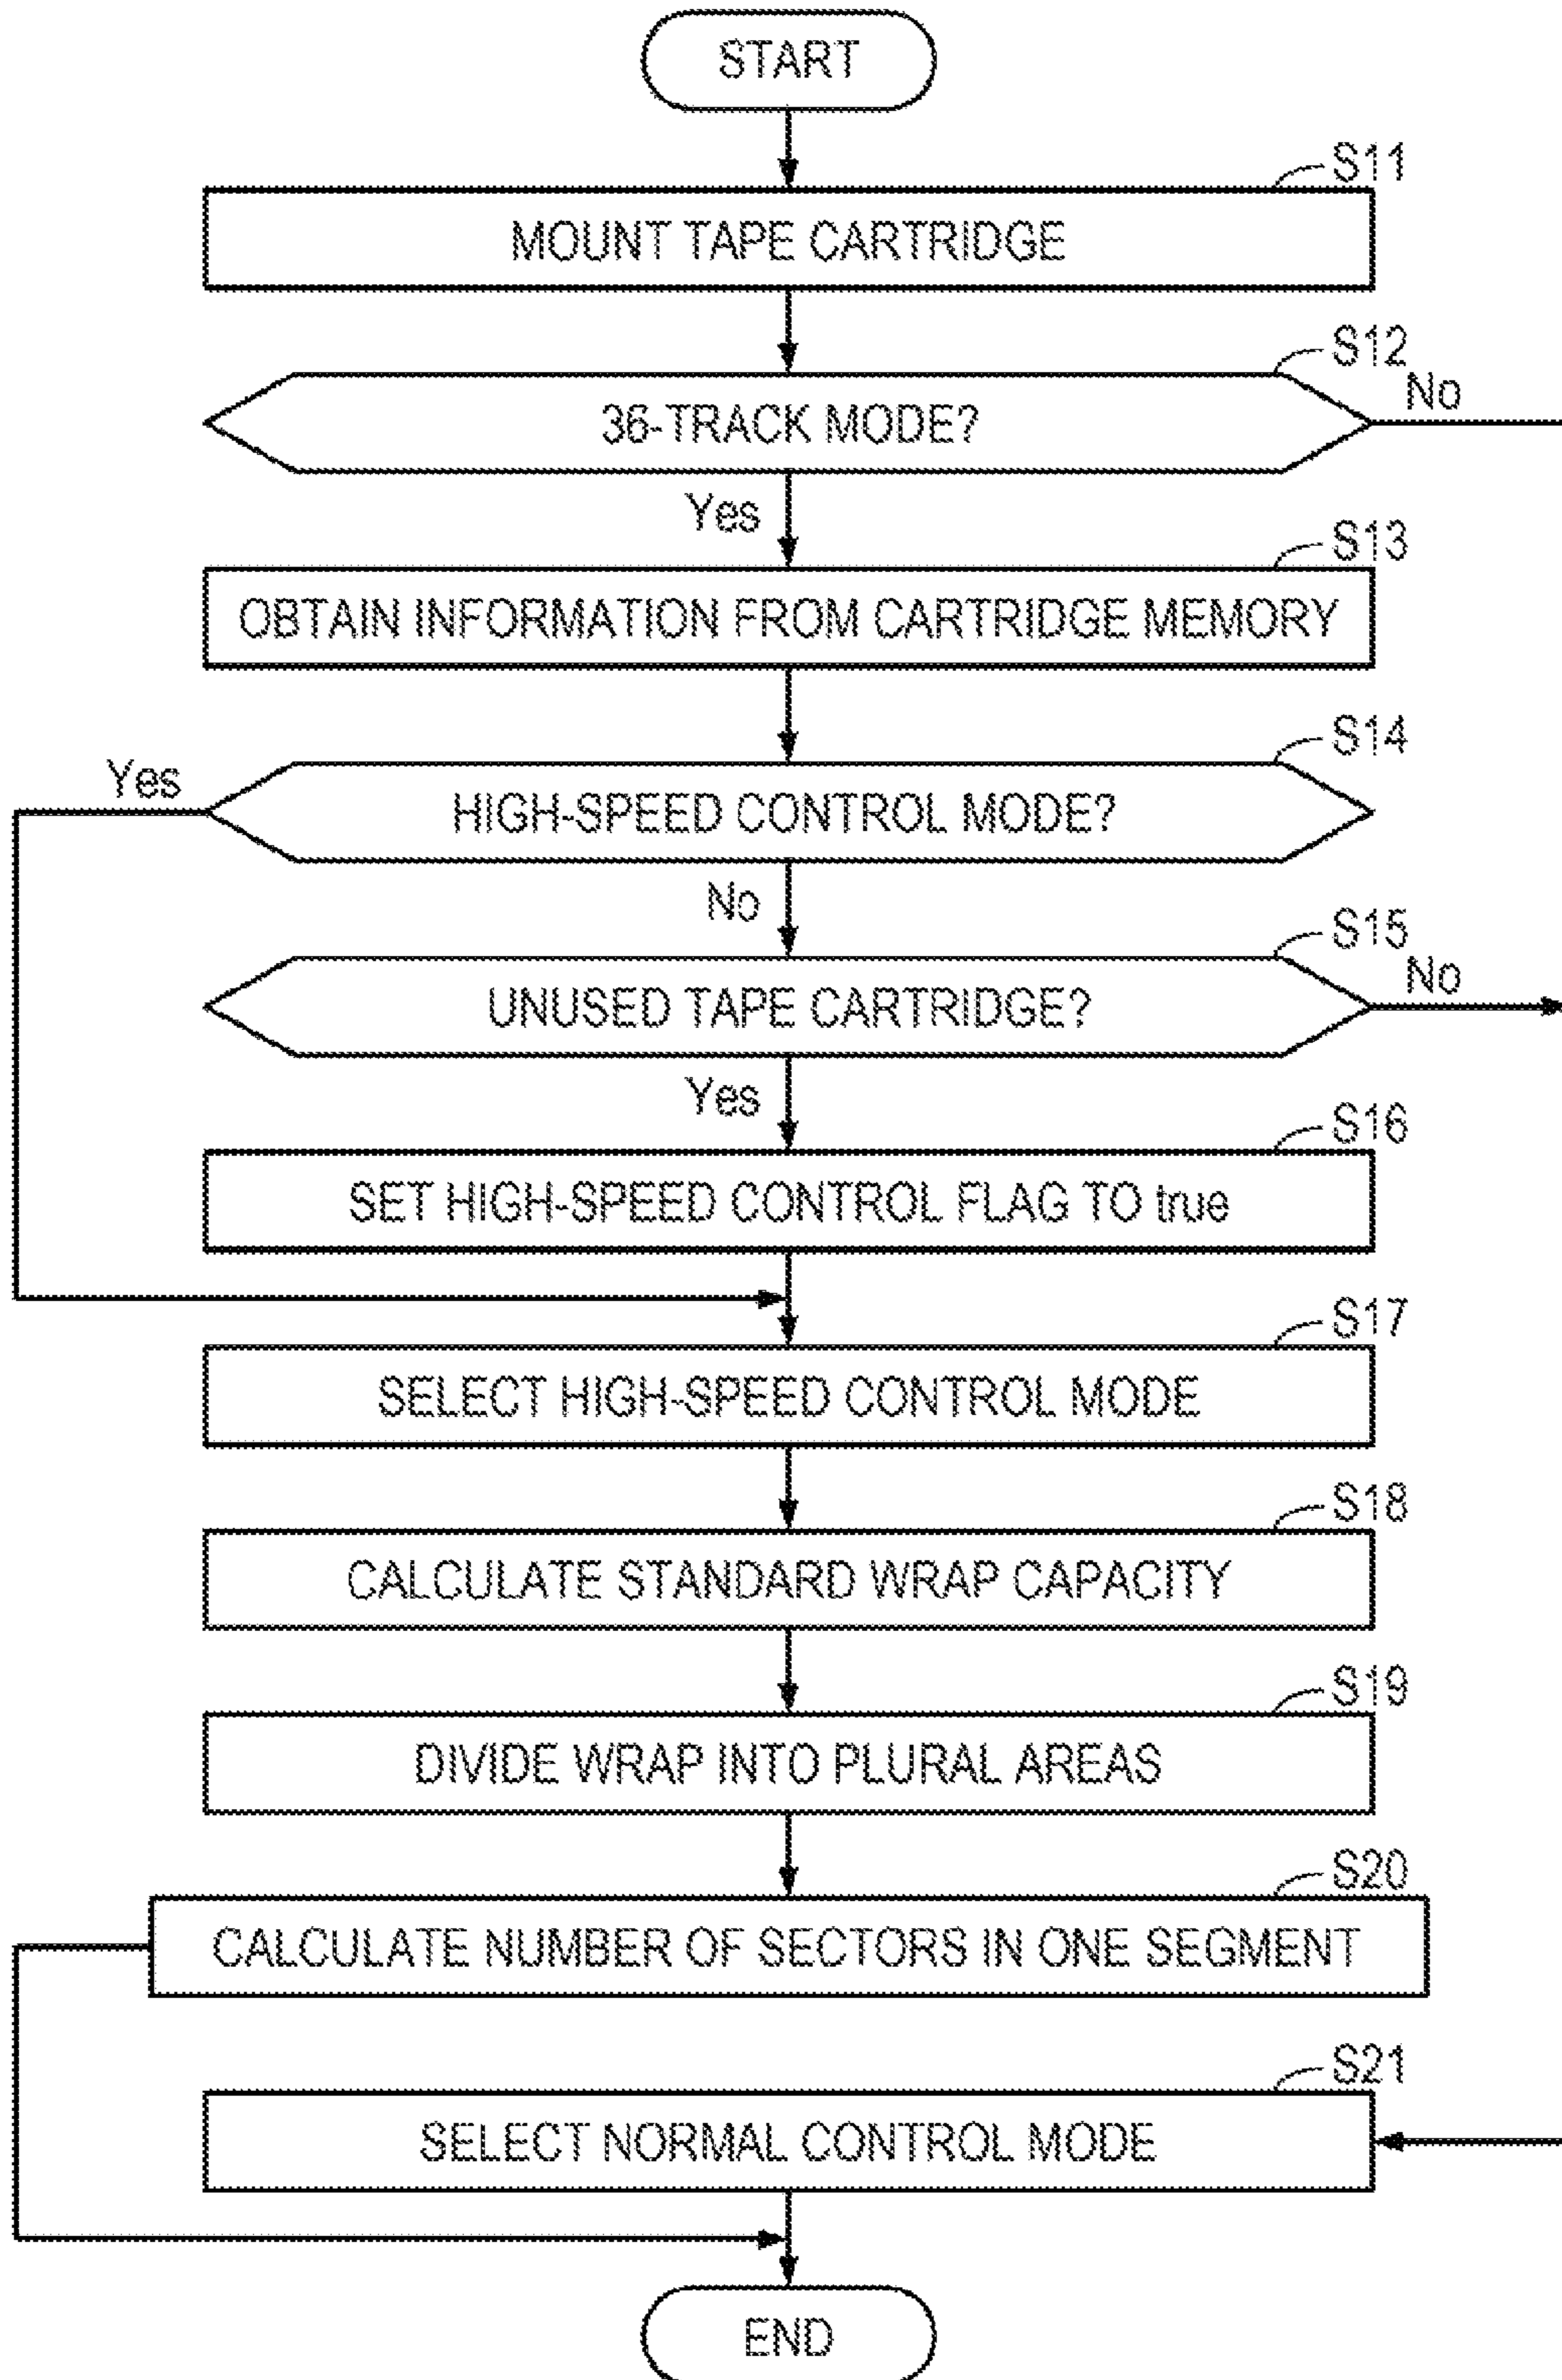 START
S11
MOUNT TAPE CARTRIDGE
S12
36-TRACK MODE?
No
Yes
S13
OBTAIN INFORMATION FROM CARTRIDGE MEMORY
S14
Yes
HIGH-SPEED CONTROL MODE?
No
S15
UNUSED TAPE CARTRIDGE?
No
Yes
S16
SET HIGH-SPEED CONTROL FLAG TO true
S17
SELECT HIGH-SPEED CONTROL MODE
S18
CALCULATE STANDARD WRAP CAPACITY
S19
DIVIDE WRAP INTO PLURAL AREAS
S20
CALCULATE NUMBER OF SECTORS IN ONE SEGMENT
S21
SELECT NORMAL CONTROL MODE
END